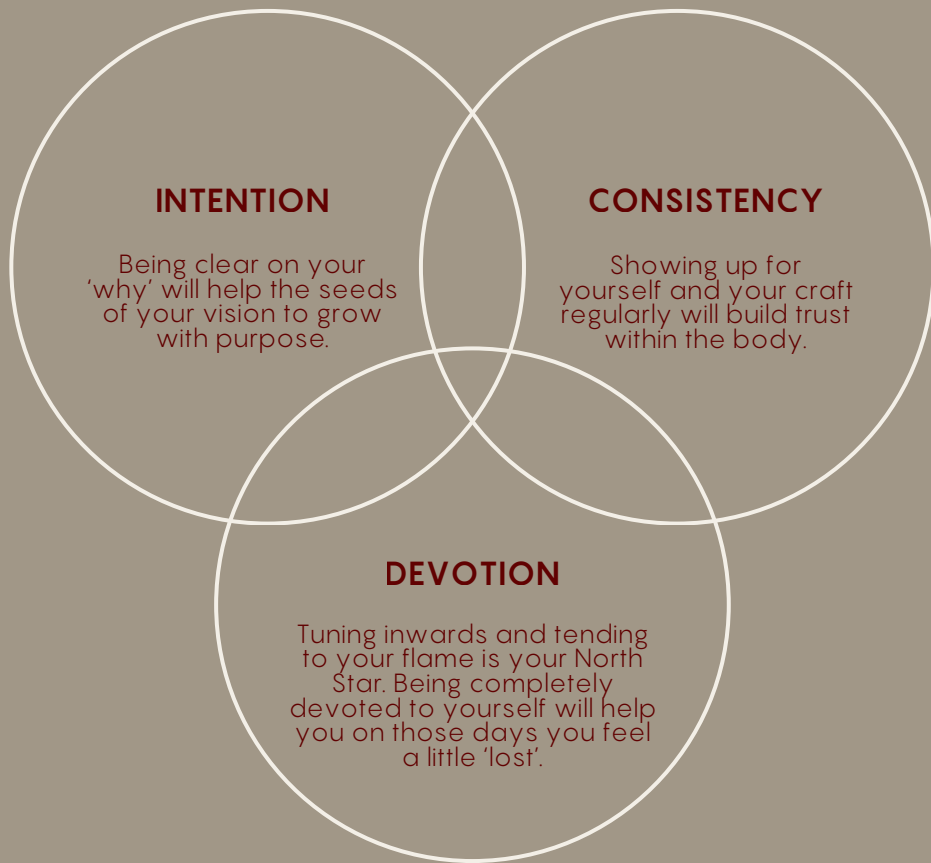 INTENTION
Being clear on your
‘why’ will help the seeds
of your vision to grow
with purpose.
CONSISTENCY
Showing up for
yourself and your craft
regularly will build trust
within the body.
DEVOTION
Tuning inwards and tending
to your flame is your North
Star. Being completely
devoted to yourself will help
you on those days you feel
a little ‘lost’.